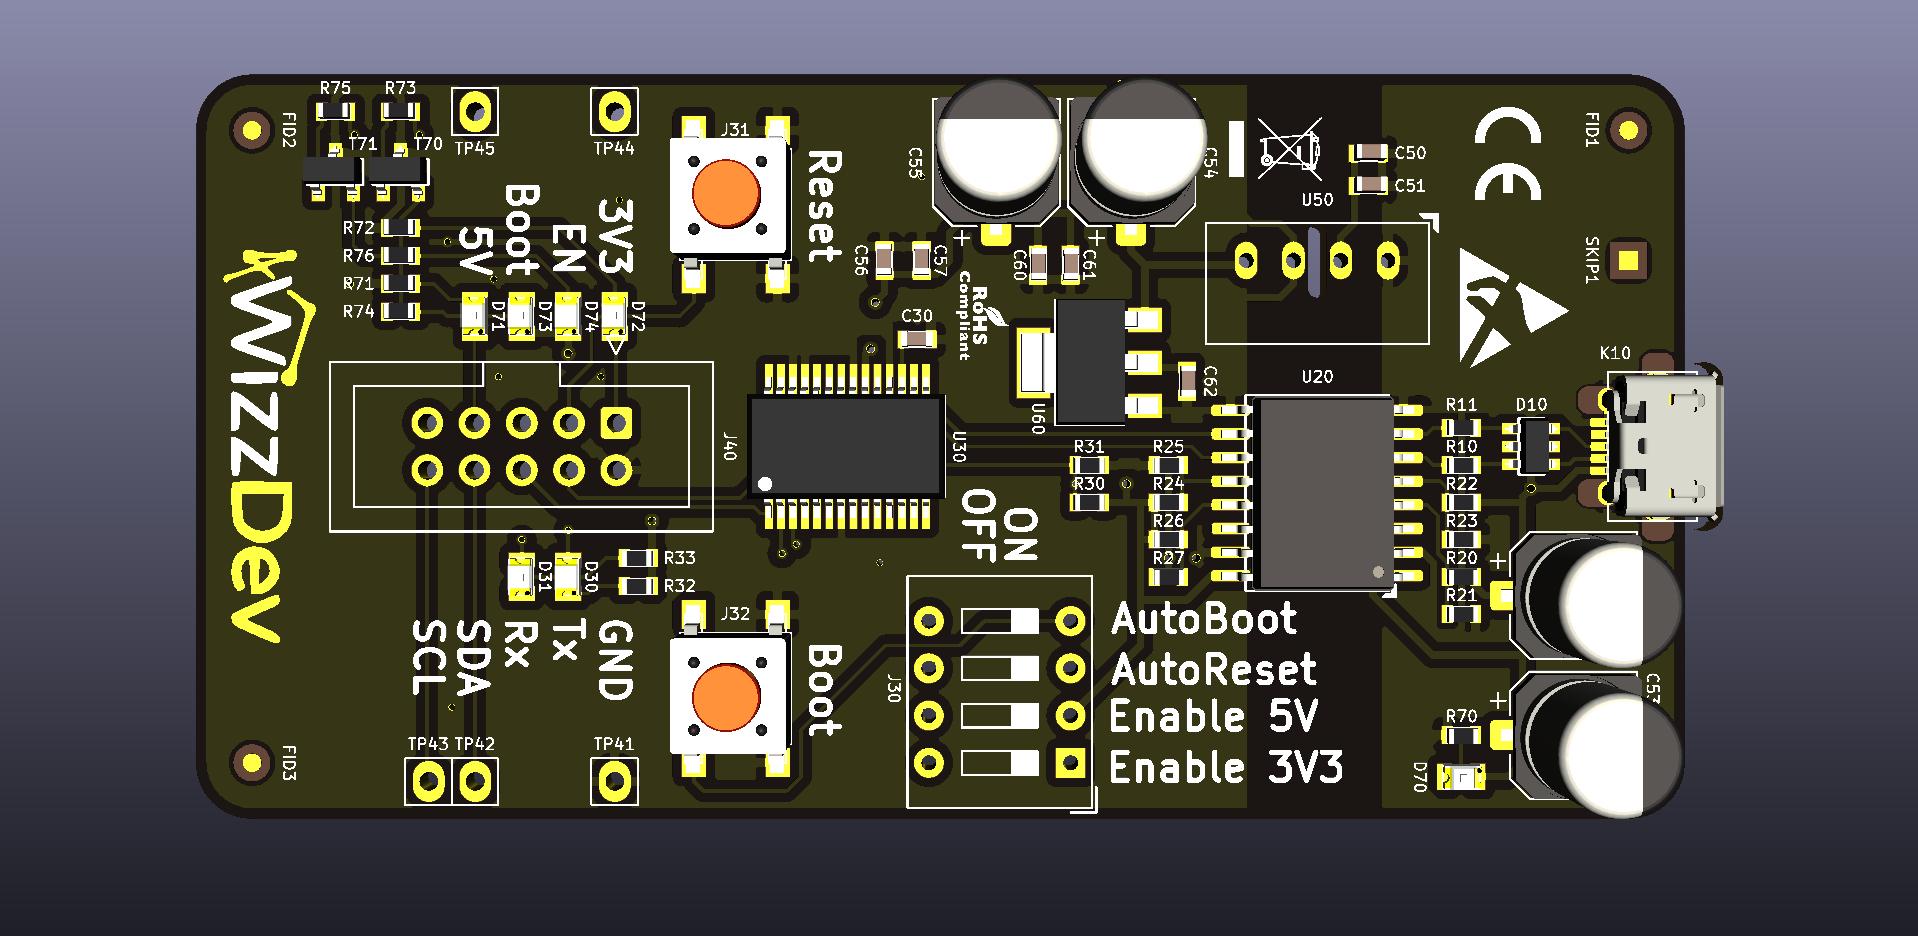 R75
R73
FID2
T71
T70
TP45
TP44
J31
Reset
C55
C54
U50
C50
C51
CE
FID1
R72
R76
R71
R74
5V
Boot
EN
3V3
D71
D73
D74
D72
C56
C57
C60
C61
RoHS
Compliant
C30
SKIP1
K10
WizzDev
J40
U30
U60
C62
U20
R31
R30
R25
R24
R26
R27
R11
R10
R22
R23
R20
R21
D10
OFF
ON
D31
D30
R33
R32
J32
SCL
SDA
Rx
Tx
GND
Boot
J30
AutoBoot
AutoReset
Enable 5V
Enable 3V3
FID3
TP43
TP42
TP41
R70
D70